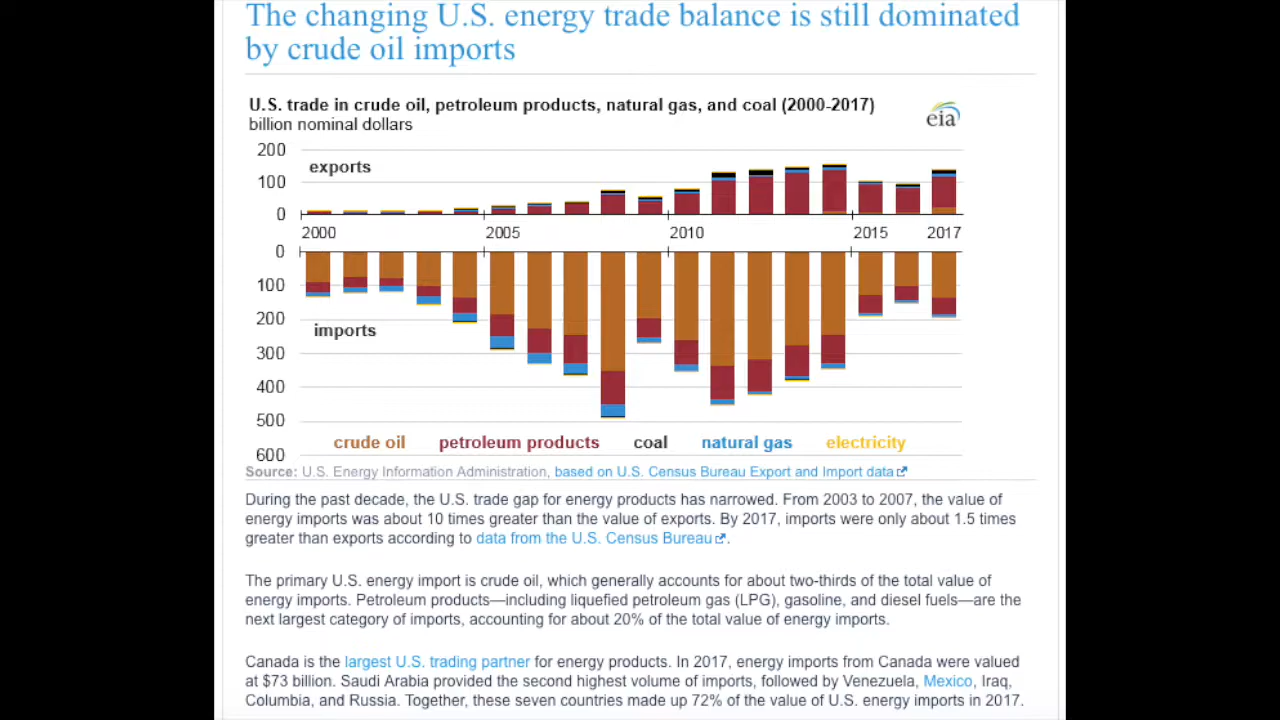 The changing U.S. energy trade balance is still dominated
by crude oil imports
U.S. trade in crude oil, petroleum products, natural gas, and coal (2000-2017)
billion nominal dollars
eia
200
exports
100
0
2000 2005 2010 2015 2017
0
100
200
imports
300
400
500
crude oil petroleum products coal natural gas electricity
600
Source: U.S. Energy Information Administration, based on U.S. Census Bureau Export and Import data
During the past decade, the U.S. trade gap for energy products has narrowed. From 2003 to 2007, the value of
energy imports was about 10 times greater than the value of exports. By 2017, imports were only about 1.5 times
greater than exports according to data from the U.S. Census Bureau.
The primary U.S. energy import is crude oil, which generally accounts for about two-thirds of the total value of
energy imports. Petroleum products—including liquefied petroleum gas (LPG), gasoline, and diesel fuels—are the
next largest category of imports, accounting for about 20% of the total value of energy imports.
Canada is the largest U.S. trading partner for energy products. In 2017, energy imports from Canada were valued
at $73 billion. Saudi Arabia provided the second highest volume of imports, followed by Venezuela, Mexico, Iraq,
Columbia, and Russia. Together, these seven countries made up 72% of the value of U.S. energy imports in 2017.